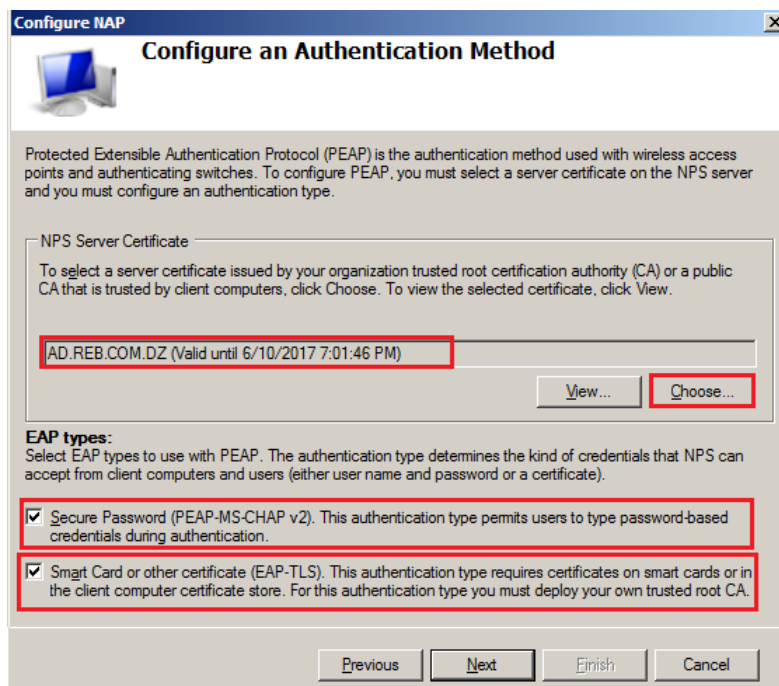 Configure NAP
Configure an Authentication Method
Protected Extensible Authentication Protocol (PEAP) is the authentication method used with wireless access
points and authenticating switches. To configure PEAP, you must select a server certificate on the NPS server
and you must configure an authentication type.
NPS Server Certificate
To select a server certificate issued by your organization trusted root certification authority (CA) or a public
CA that is trusted by client computers, click Choose. To view the selected certificate, click View.
AD.REB.COM.DZ (Valid until 6/10/2017 7:01:46 PM)
View...
Choose...
EAP types:
Select EAP types to use with PEAP. The authentication type determines the kind of credentials that NPS can
accept from client computers and users (either user name and password or a certificate).
Secure Password (PEAP-MS-CHAP v2). This authentication type permits users to type password-based
credentials during authentication.
Smart Card or other certificate (EAP-TLS). This authentication type requires certificates on smart cards or in
the client computer certificate store. For this authentication type you must deploy your own trusted root CA.
Previous
Next
Finish
Cancel